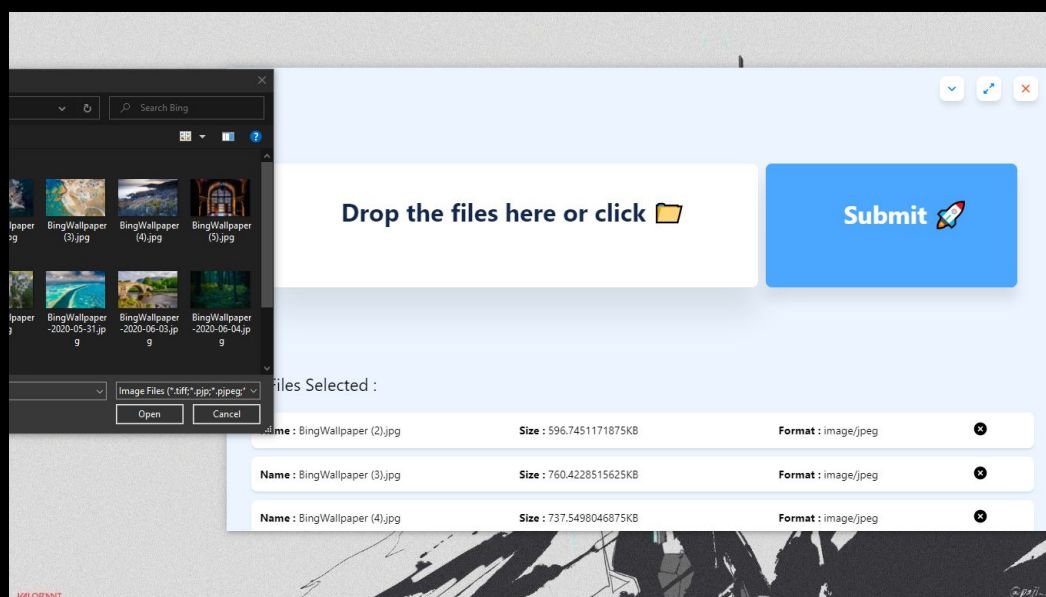 Search Bing
lpaper
BingWallpaper
(3).jpg
BingWallpaper
(4).jpg
BingWallpaper
(5).jpg
lpaper
BingWallpaper
-2020-05-31.jp
g
BingWallpaper
-2020-06-03.jp
g
BingWallpaper
-2020-06-04.jp
g
Image Files (*.tiff;*.pjp;*.pjpeg;*
Open
Cancel
Drop the files here or click
Submit
Files Selected :
me : BingWallpaper (2).jpg Size : 596.7451171875KB Format : image/jpeg
Name : BingWallpaper (3).jpg Size : 760.4228515625KB Format : image/jpeg
Name : BingWallpaper (4).jpg Size : 737.5498046875KB Format : image/jpeg
VALORANT